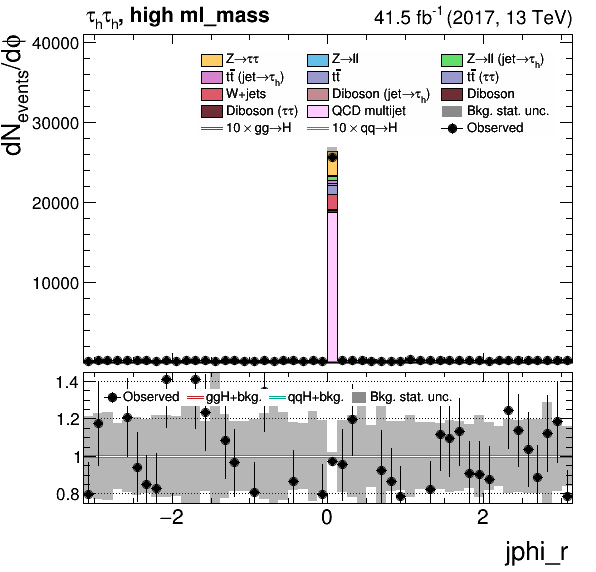 τhτh, high ml_mass 41.5 fb-1 (2017, 13 TeV)
dNevents/dϕ
40000
30000
20000
10000
Z→ττ Z→ll Z→ll (jet→τh)
tt̄ (jet→τh) tt̄ tt̄ (ττ)
W+jets Diboson (jet→τh) Diboson
Diboson (ττ) QCD multijet Bkg. stat. unc.
10 × gg→H 10 × qq→H Observed
1.4
1.2
1
0.8
Observed ggH+bkg. qqH+bkg. Bkg. stat. unc.
−2 0 2
jphi_r